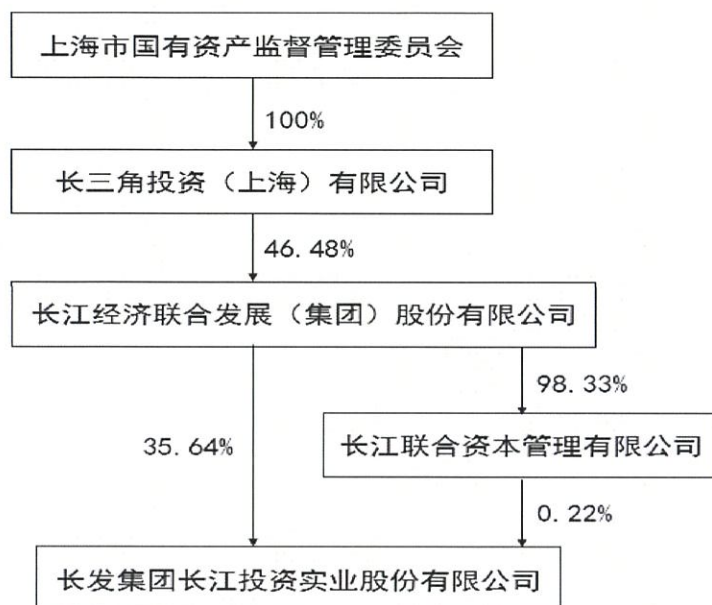 上海市国有资产监督管理委员会
100%
长三角投资（上海）有限公司
46.48%
长江经济联合发展（集团）股份有限公司
98.33%
35.64%
长江联合资本管理有限公司
0.22%
长发集团长江投资实业股份有限公司